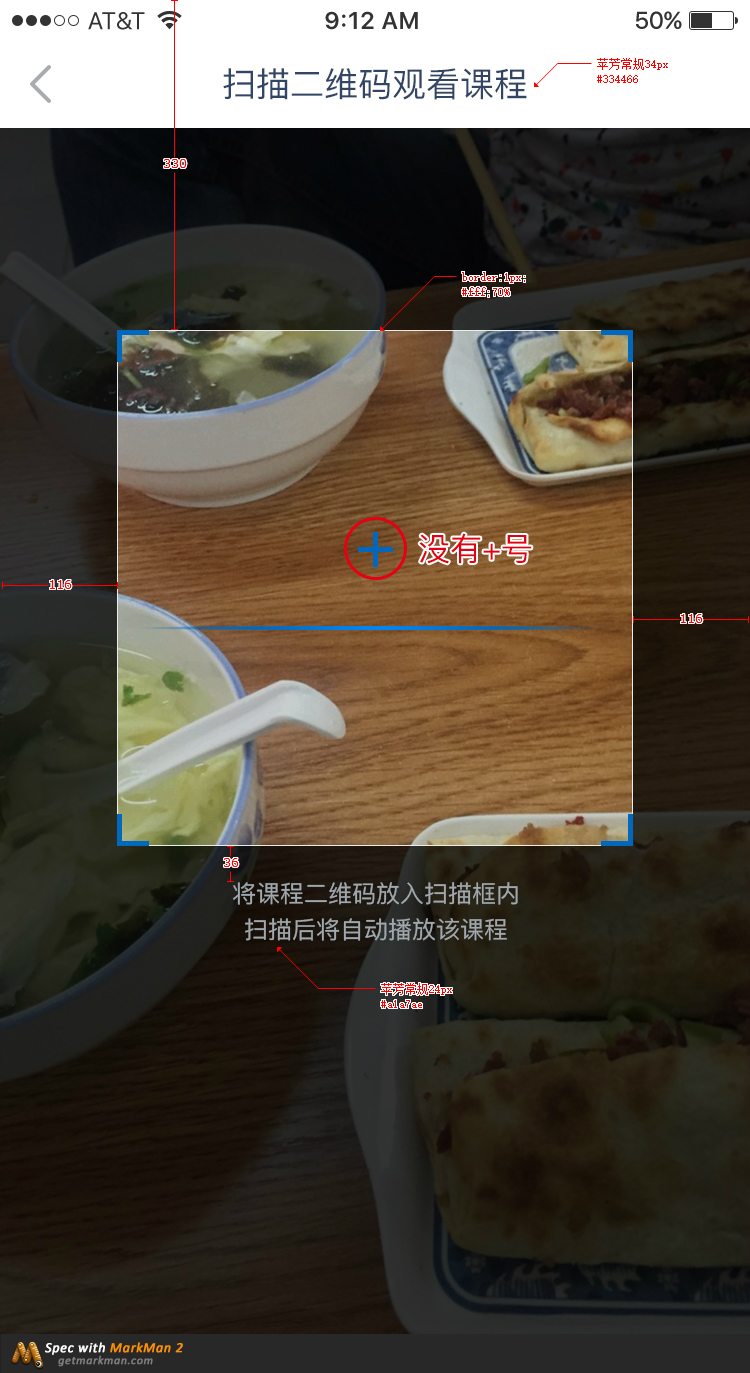 AT&T
9:12 AM
50%
扫描二维码观看课程
苹芳常规34px
#334466
330
border:1px;
#fff;70%
没有+号
116
116
36
将课程二维码放入扫描框内
扫描后将自动播放该课程
苹芳常规24px
#a1a7ae
Spec with MarkMan 2
getmarkman.com